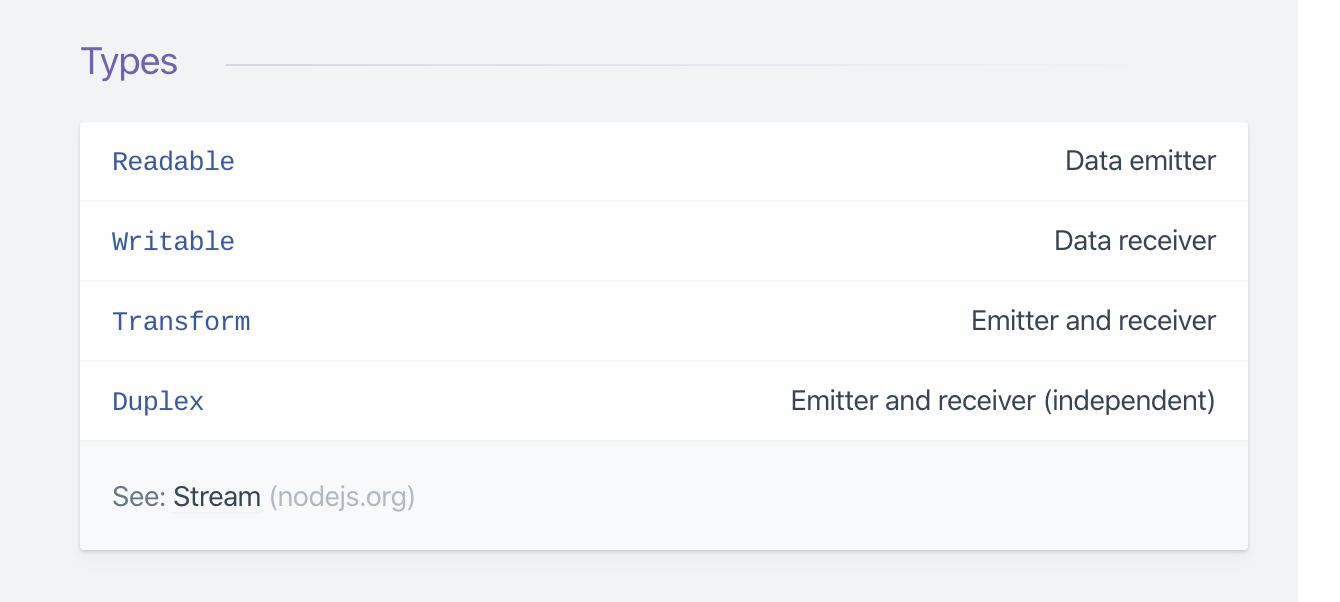 Types
Readable Data emitter
Writable Data receiver
Transform Emitter and receiver
Duplex Emitter and receiver (independent)
See: Stream (nodejs.org)